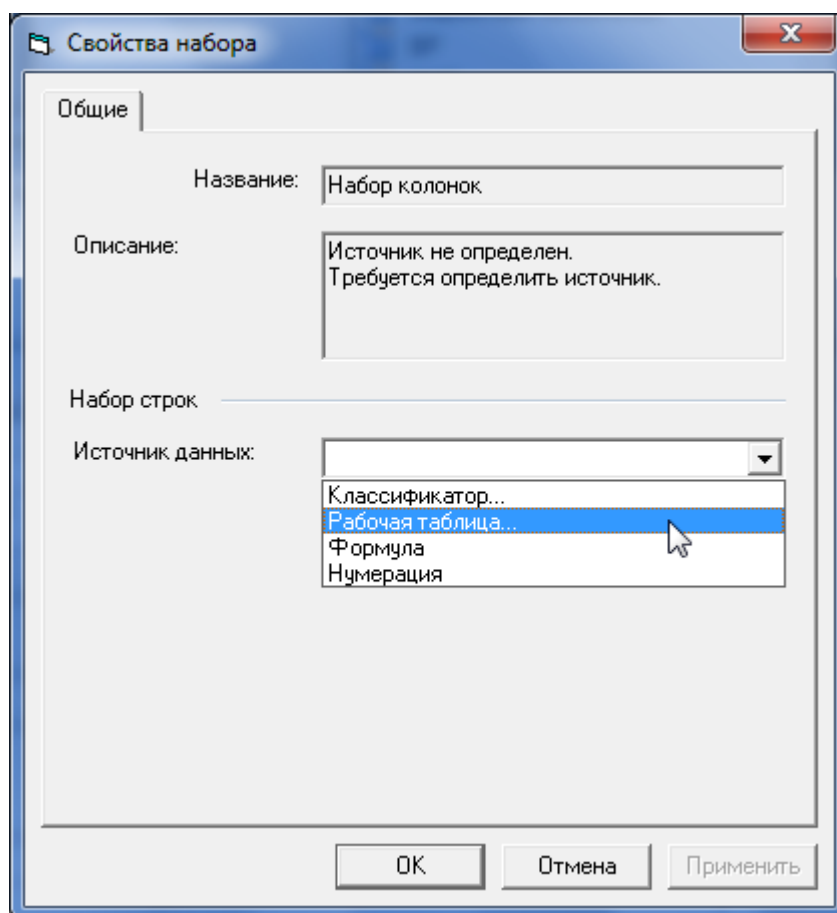 Свойства набора
Общие
Название: Набор колонок
Описание: Источник не определен.
Требуется определить источник.
Набор строк
Источник данных:
Классификатор...
Рабочая таблица...
Формула
Нумерация
OK Отмена Применить